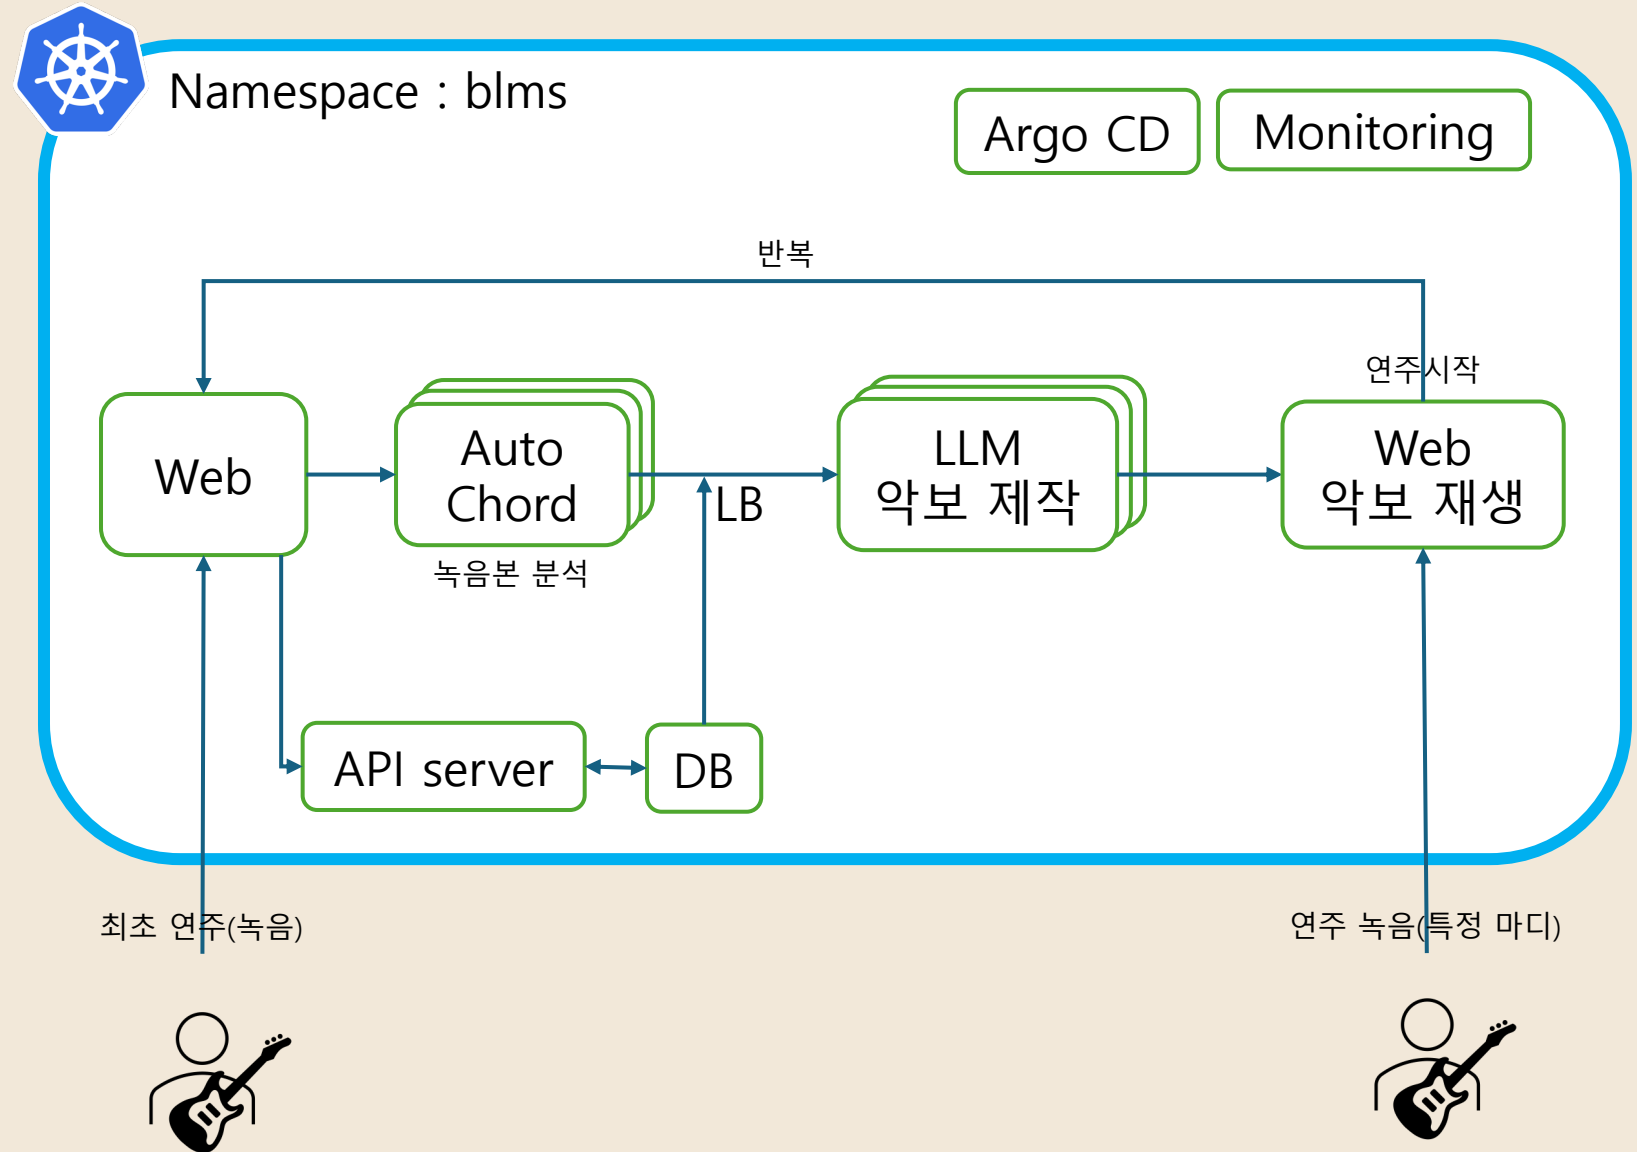 Namespace : blms
Argo CD
Monitoring
반복
연주시작
Web
Auto
Chord
LB
LLM
악보 제작
Web
악보 재생
녹음본 분석
API server
DB
최초 연주(녹음)
연주 녹음(특정 마디)